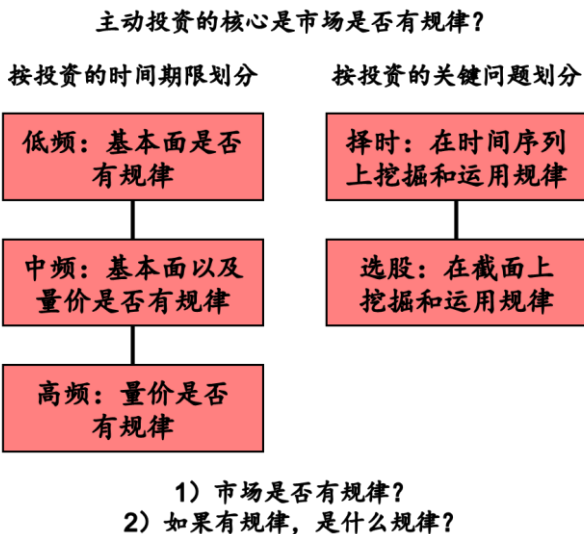 主动投资的核心是市场是否有规律？
按投资的时间期限划分
低频：基本面是否
有规律
中频：基本面以及
量价是否有规律
高频：量价是否
有规律
按投资的关键问题划分
择时：在时间序列
上挖掘和运用规律
选股：在截面上
挖掘和运用规律
1）市场是否有规律？
2）如果有规律，是什么规律？